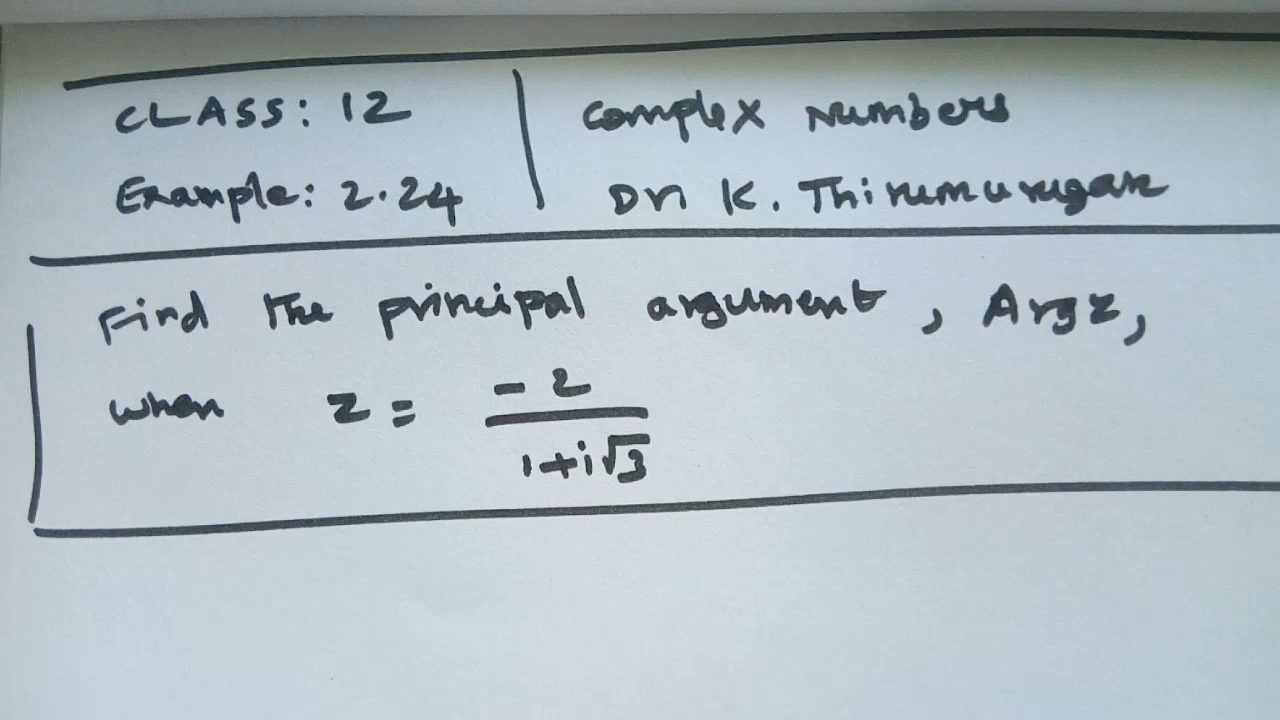 CLASS: 12
Example: 2.24
Complex Numbers
Dr K. Thirumurugan
Find the principal argument, Arg z,
when z = -2 / 1+i√3